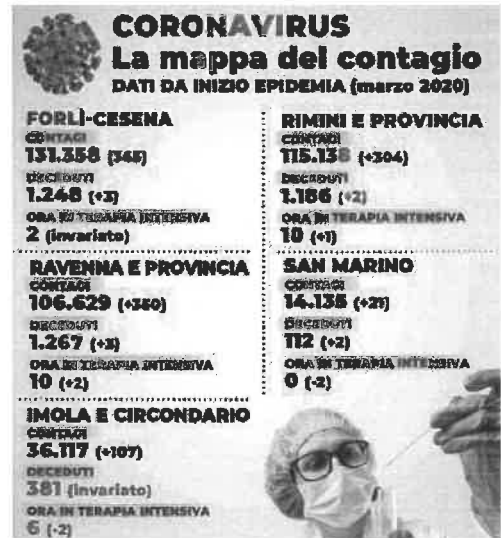 CORONAVIRUS
La mappa del contagio
DATI DA INIZIO EPIDEMIA (marzo 2020)
FORLÌ-CESENA
CONTAGI
131.358 (365)
DECEDUTI
1.248 (+3)
ORA IN TERAPIA INTENSIVA
2 (invariato)
RAVENNA E PROVINCIA
CONTAGI
106.629 (+350)
DECEDUTI
1.267 (+3)
ORA IN TERAPIA INTENSIVA
10 (+2)
IMOLA E CIRCONDARIO
CONTAGI
36.117 (+107)
DECEDUTI
381 (invariato)
ORA IN TERAPIA INTENSIVA
6 (-2)
RIMINI E PROVINCIA
CONTAGI
115.138 (+304)
DECEDUTI
1.186 (+2)
ORA IN TERAPIA INTENSIVA
10 (+1)
SAN MARINO
CONTAGI
14.135 (+21)
DECEDUTI
112 (+2)
ORA IN TERAPIA INTENSIVA
0 (-2)